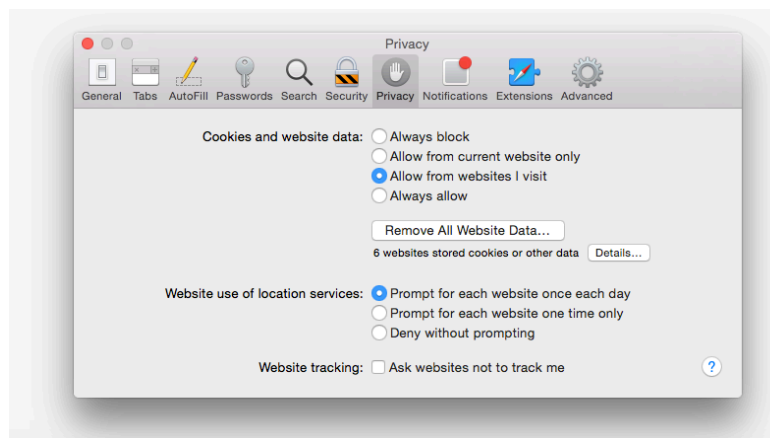 Privacy
General Tabs AutoFill Passwords Search Security Privacy Notifications Extensions Advanced
Cookies and website data: Always block
Allow from current website only
Allow from websites I visit
Always allow
Remove All Website Data...
6 websites stored cookies or other data Details...
Website use of location services: Prompt for each website once each day
Prompt for each website one time only
Deny without prompting
Website tracking: Ask websites not to track me ?